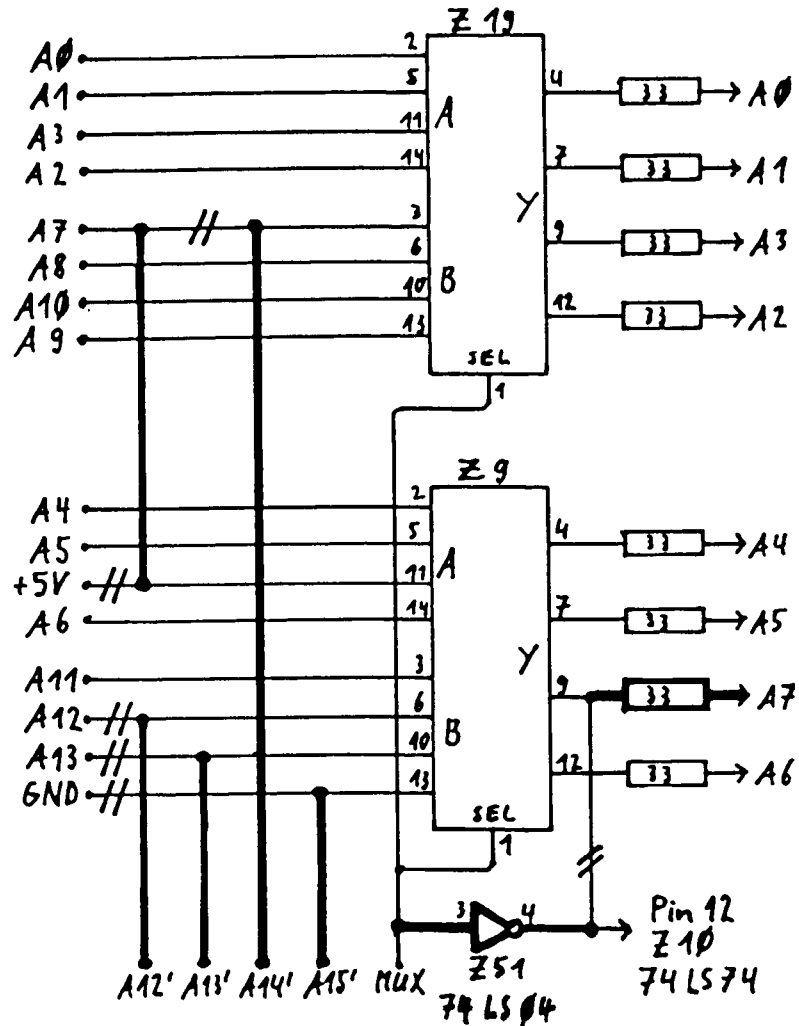 Z 19
AØ 2
A1 5
A3 11 A
A2 14
A7 3
A8 6
A1Ø 10 B
A9 13
Y
4 33 AØ
7 33 A1
9 33 A3
12 33 A2
SEL
1
Z 9
A4 2
A5 5
+5V 11 A
A6 14
A11 3
A12 6
A13 10 B
GND 13
Y
4 33 A4
7 33 A5
9 33 A7
12 33 A6
SEL
1
3 4
Z51
74 LS Ø4
Pin 12
Z 1Ø
74 LS 74
A12' A13' A14' A15' MUX